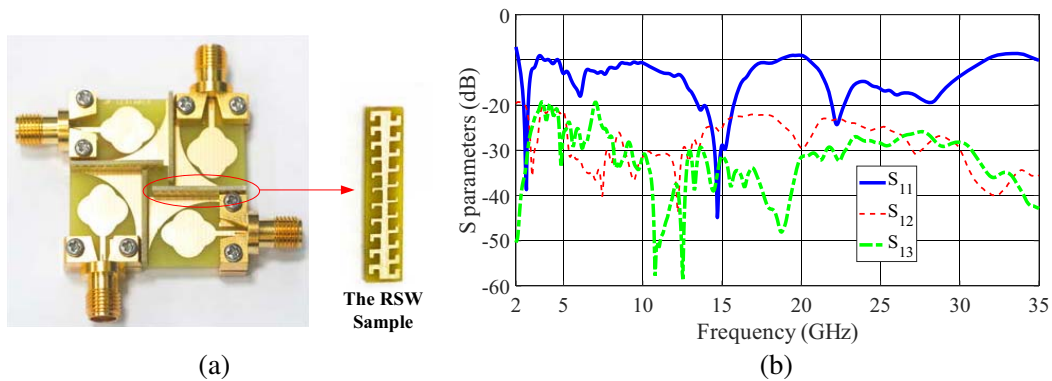 The RSW
Sample
(a)
S parameters (dB)
0
-10
-20
-30
-40
-50
-60
2 5 10 15 20 25 30 35
Frequency (GHz)
S₁₁
S₁₂
S₁₃
(b)